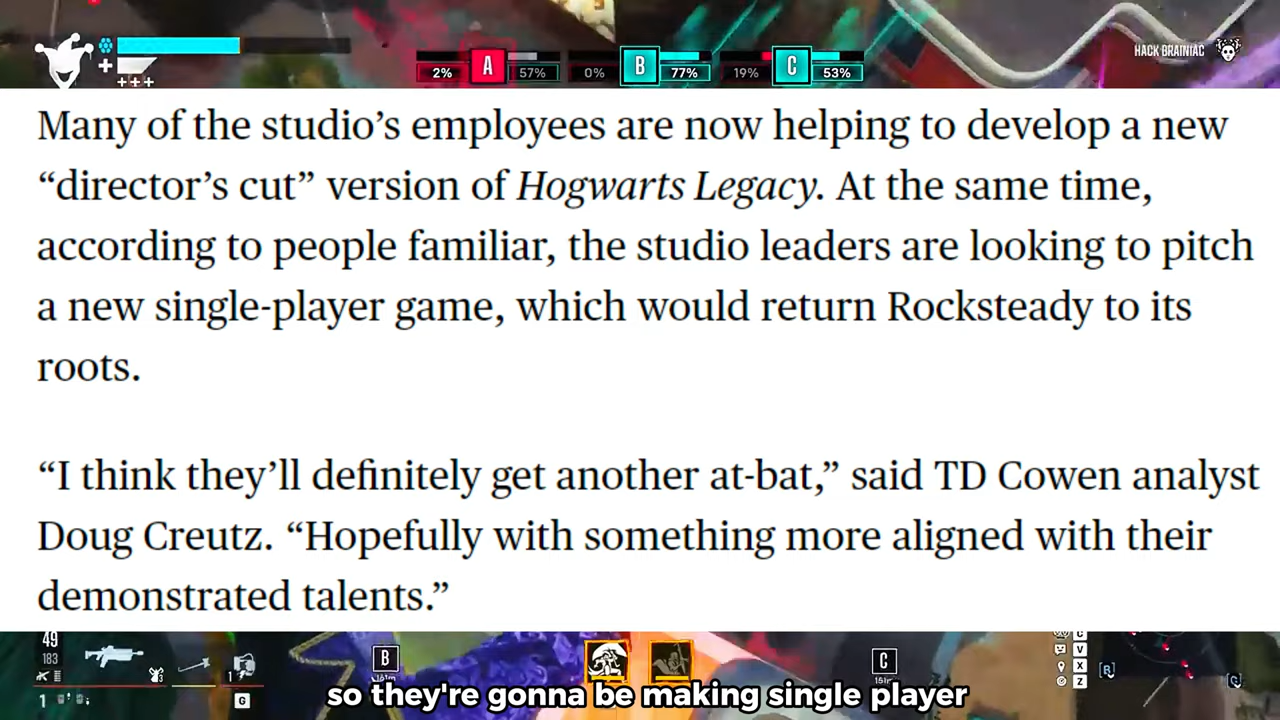 HACK BRAINIAC
2% A 57% 0% B 77% 19% C 53%
Many of the studio’s employees are now helping to develop a new
“director’s cut” version of Hogwarts Legacy. At the same time,
according to people familiar, the studio leaders are looking to pitch
a new single-player game, which would return Rocksteady to its
roots.
“I think they’ll definitely get another at-bat,” said TD Cowen analyst
Doug Creutz. “Hopefully with something more aligned with their
demonstrated talents.”
49
183
1
1
G
B
C
C
V
X
Z
B
so they're gonna be making single player